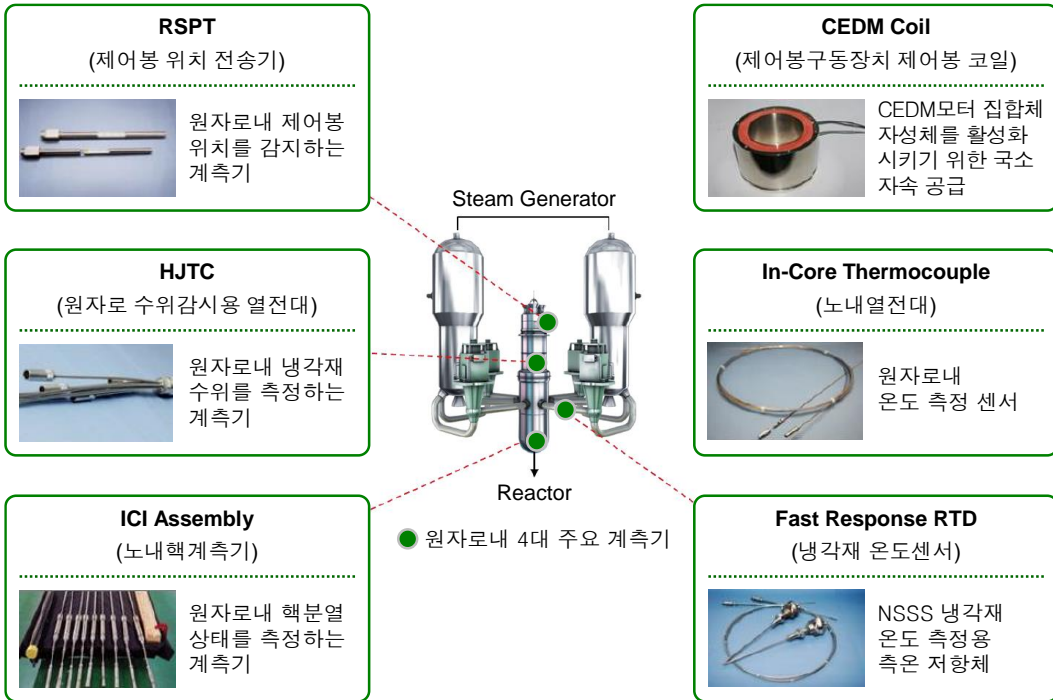 RSPT
(제어봉 위치 전송기)
원자로내 제어봉
위치를 감지하는
계측기
CEDM Coil
(제어봉구동장치 제어봉 코일)
CEDM모터 집합체
자성체를 활성화
시키기 위한 국소
자속 공급
Steam Generator
HJTC
(원자로 수위감시용 열전대)
원자로내 냉각재
수위를 측정하는
계측기
In-Core Thermocouple
(노내열전대)
원자로내
온도 측정 센서
Reactor
원자로내 4대 주요 계측기
ICI Assembly
(노내핵계측기)
원자로내 핵분열
상태를 측정하는
계측기
Fast Response RTD
(냉각재 온도센서)
NSSS 냉각재
온도 측정용
측온 저항체